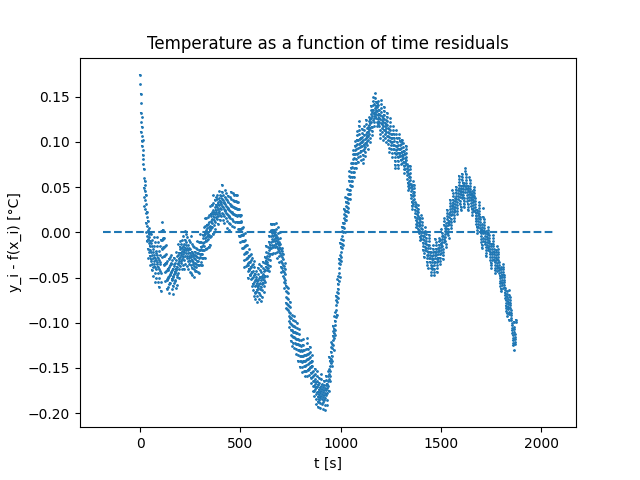 Temperature as a function of time residuals
y_i - f(x_i) [°C]
0.15
0.10
0.05
0.00
−0.05
−0.10
−0.15
−0.20
0 500 1000 1500 2000
t [s]